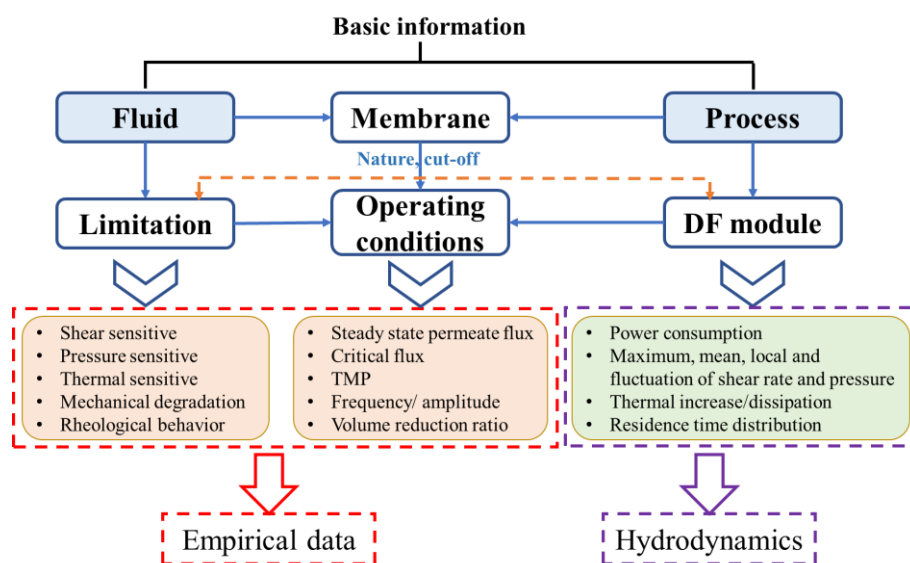 Basic information
Fluid
Membrane
Process
Nature, cut-off
Limitation
Operating
conditions
DF module
• Shear sensitive
• Pressure sensitive
• Thermal sensitive
• Mechanical degradation
• Rheological behavior
• Steady state permeate flux
• Critical flux
• TMP
• Frequency/ amplitude
• Volume reduction ratio
• Power consumption
• Maximum, mean, local and
fluctuation of shear rate and pressure
• Thermal increase/dissipation
• Residence time distribution
Empirical data
Hydrodynamics